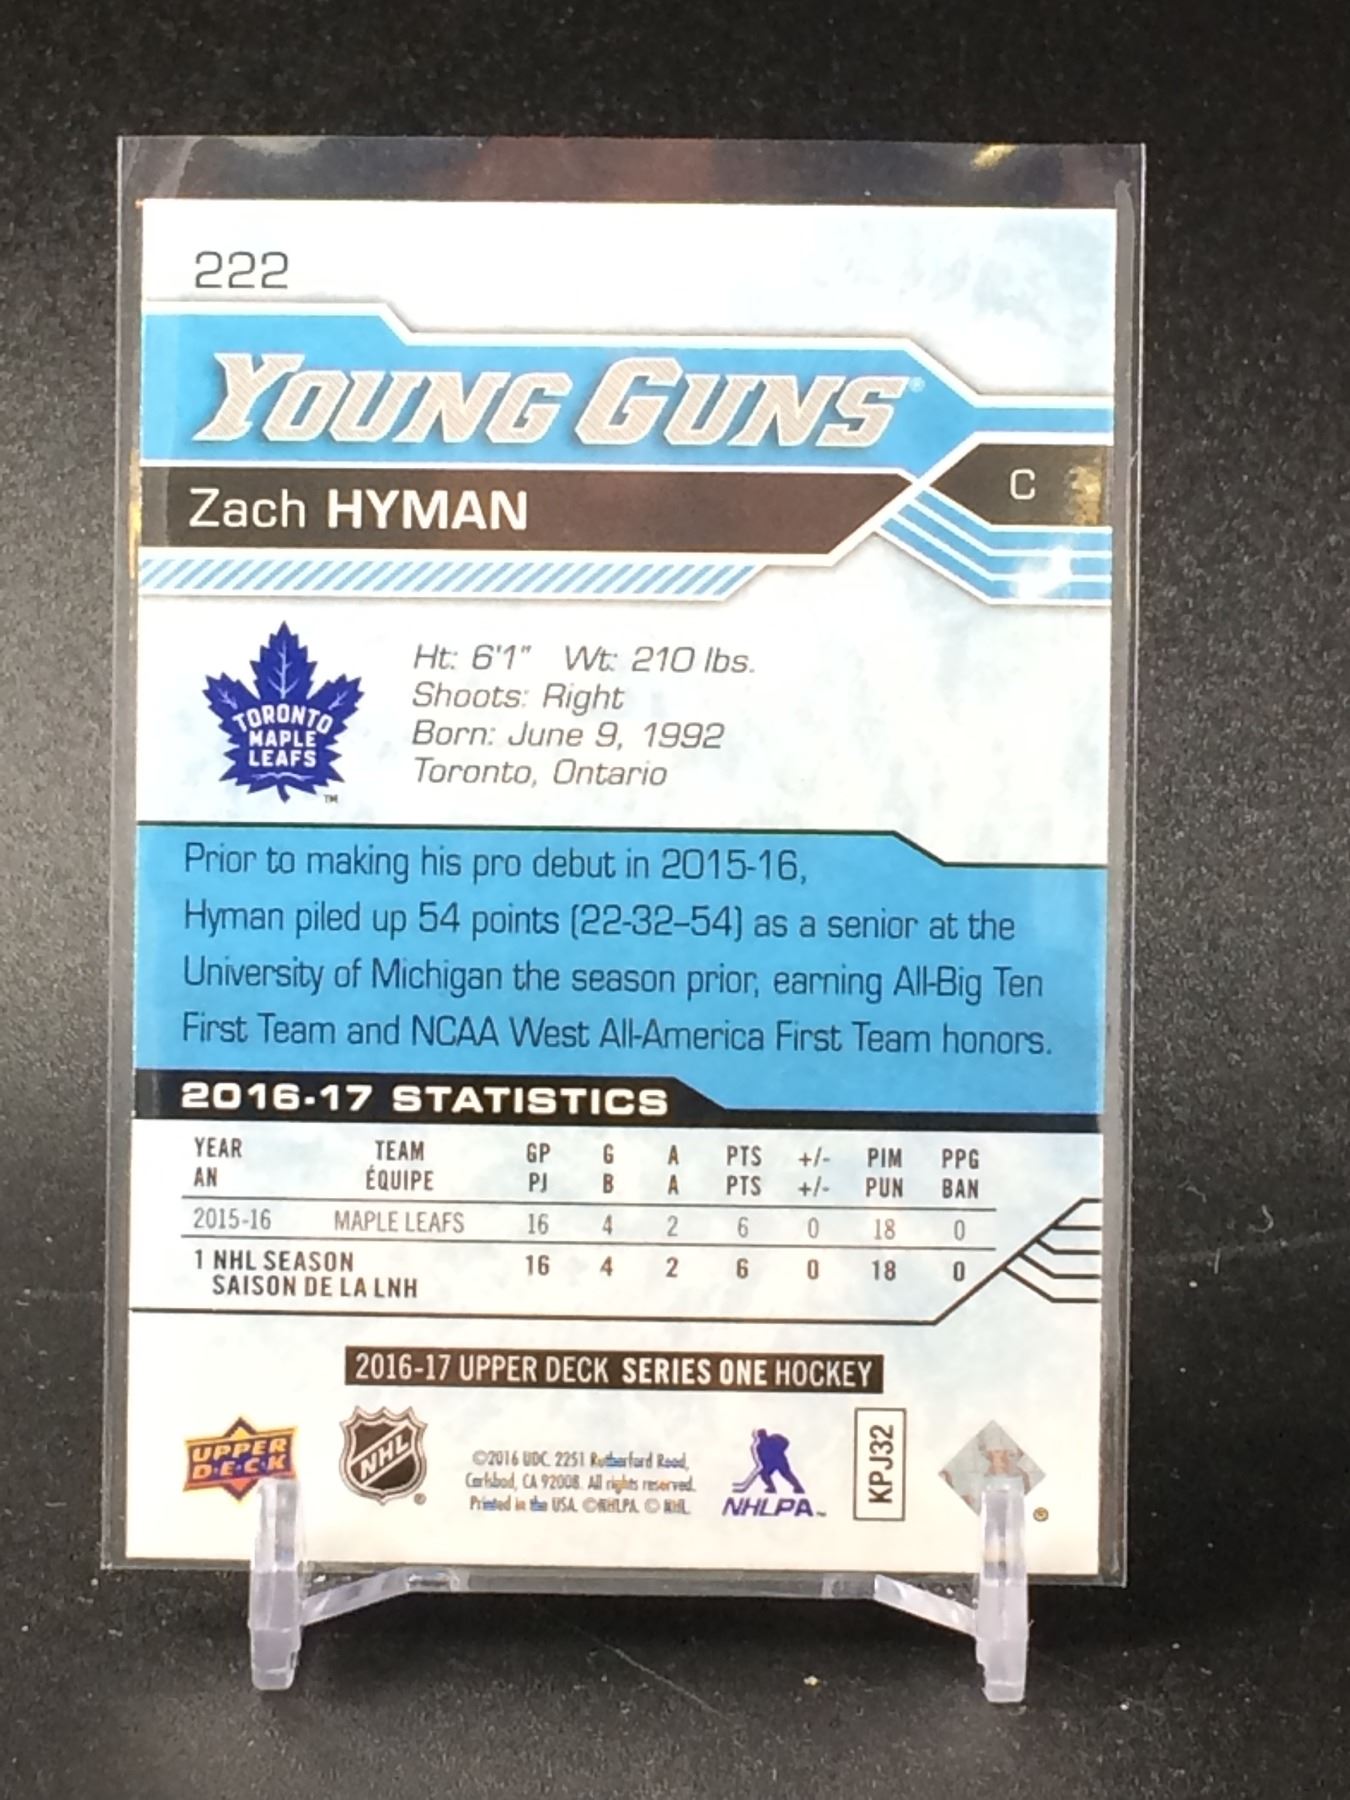 222
YOUNG GUNS®
Zach HYMAN
C
TORONTO
MAPLE
LEAFS
TM
Ht: 6'1" Wt: 210 lbs.
Shoots: Right
Born: June 9, 1992
Toronto, Ontario
Prior to making his pro debut in 2015-16,
Hyman piled up 54 points (22-32–54) as a senior at the
University of Michigan the season prior, earning All-Big Ten
First Team and NCAA West All-America First Team honors.
2016-17 STATISTICS
YEAR TEAM GP G A PTS +/- PIM PPG
AN ÉQUIPE PJ B A PTS +/- PUN BAN
2015-16 MAPLE LEAFS 16 4 2 6 0 18 0
1 NHL SEASON 16 4 2 6 0 18 0
SAISON DE LA LNH
2016-17 UPPER DECK SERIES ONE HOCKEY
UPPER
DECK
NHL
®
©2016 UDC. 2251 Rutherford Road,
Carlsbad, CA 92008. All rights reserved.
Printed in the USA. ©NHLPA. © NHL.
NHLPA™
KPJ32
®